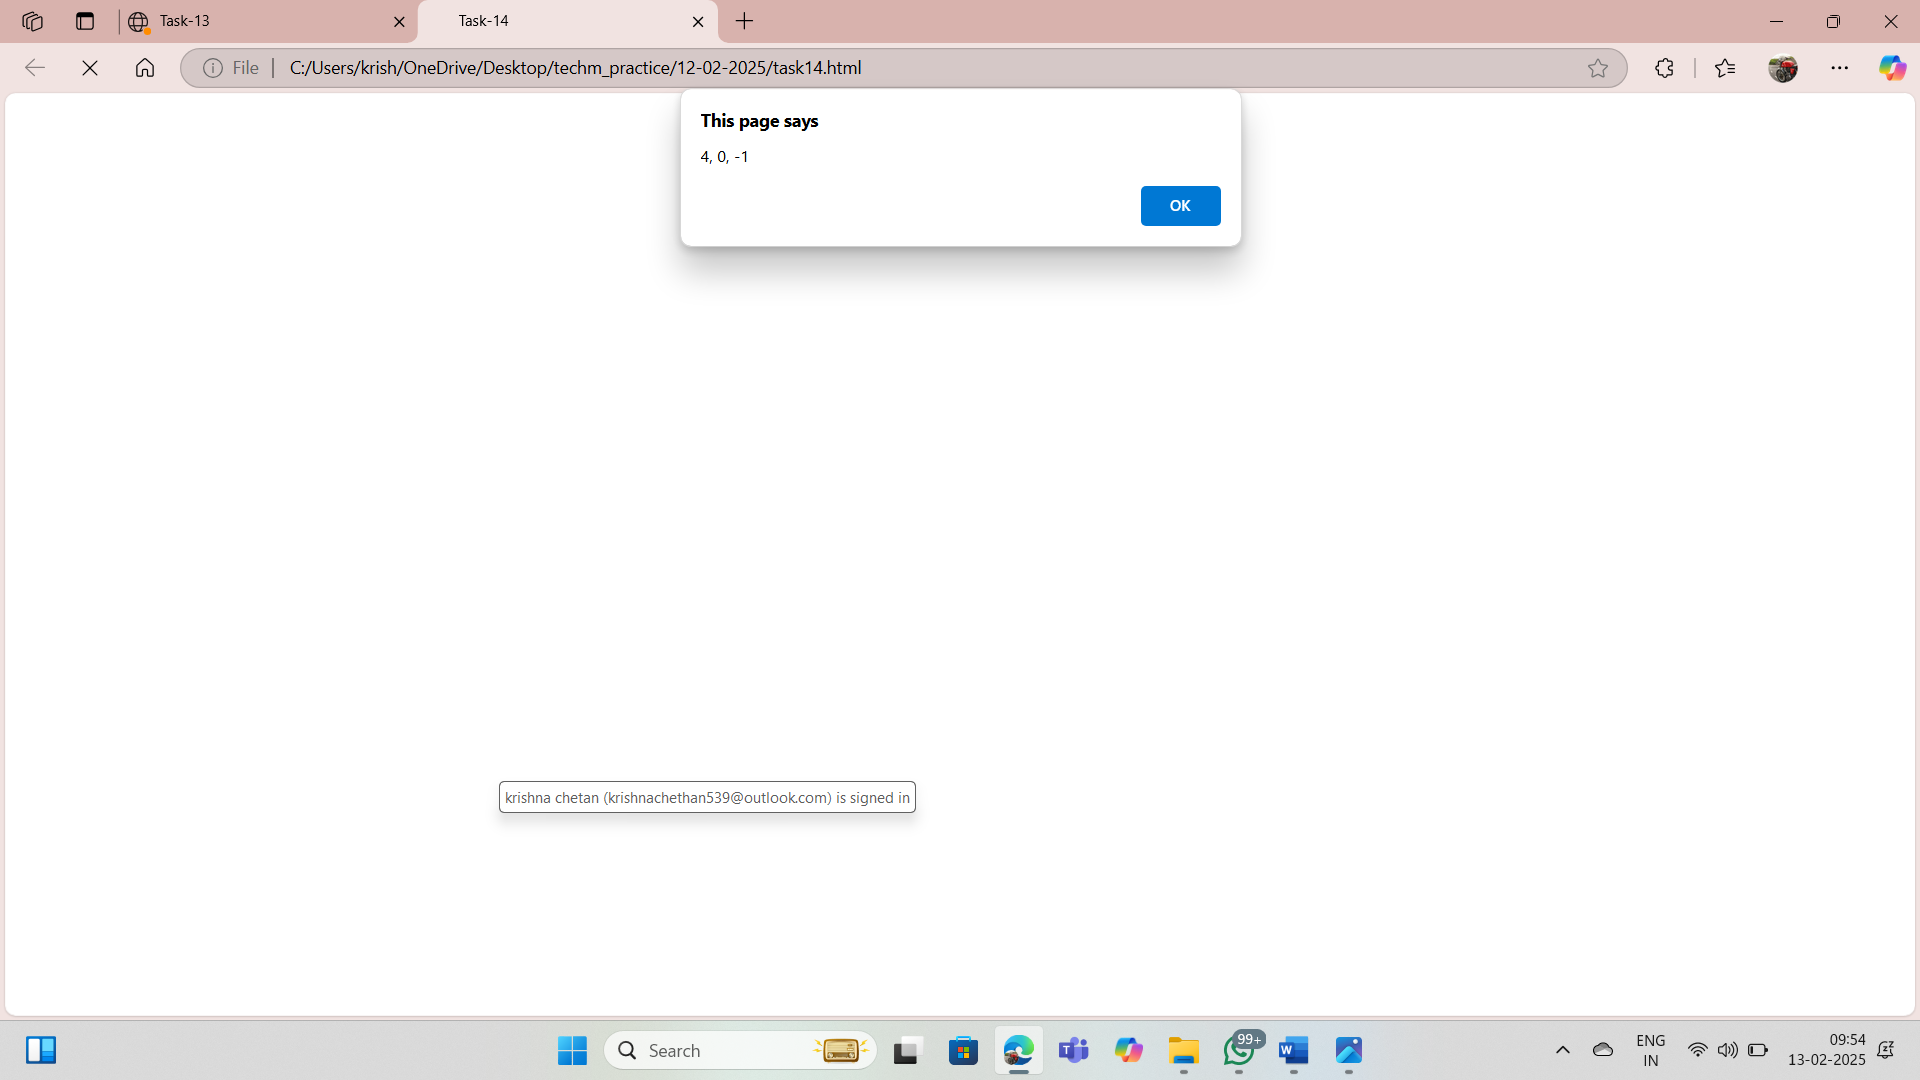 Task-13
Task-14
File
C:/Users/krish/OneDrive/Desktop/techm_practice/12-02-2025/task14.html
This page says
4, 0, -1
OK
krishna chetan (krishnachethan539@outlook.com) is signed in
Search
99+
ENG
IN
09:54
13-02-2025